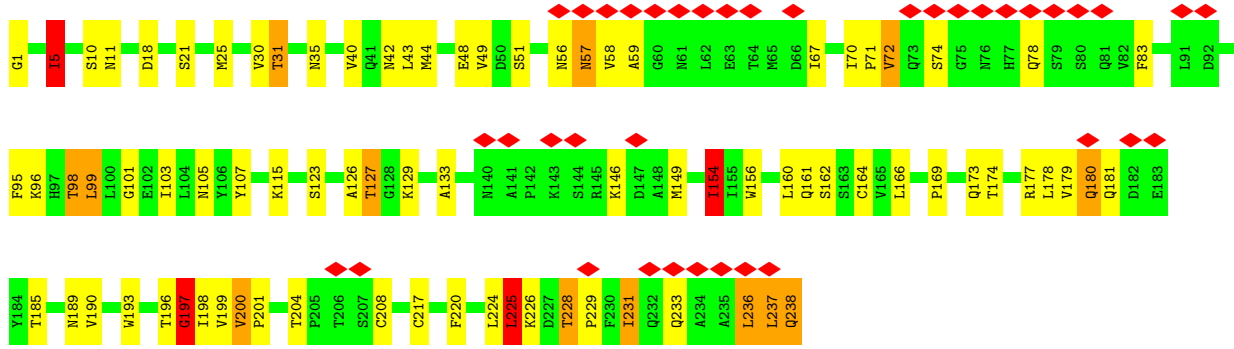 G1 I5 S10 N11 D18 S21 M25 V30 T31 N35 V40 Q41 N42 L43 M44 E48 V49 D50 S51 N56 N57 V58 A59 G60 N61 L62 E63 T64 M65 D66 I67 I70 P71 V72 Q73 S74 G75 N76 H77 Q78 S79 S80 Q81 V82 F83 L91 D92
F95 K96 H97 T98 L99 L100 G101 E102 I103 L104 N105 Y106 Y107 K115 S123 A126 T127 G128 K129 A133 N140 A141 P142 K143 S144 R145 K146 D147 A148 M149 I154 I155 W156 L160 Q161 S162 S163 C164 V165 L166 P169 Q173 T174 R177 L178 V179 Q180 Q181 D182 E183
Y184 T185 N189 V190 W193 T196 G197 I198 V199 V200 P201 T204 P205 T206 S207 C208 C217 F220 L224 L225 K226 D227 T228 P229 F230 I231 Q232 Q233 A234 A235 L236 L237 Q238